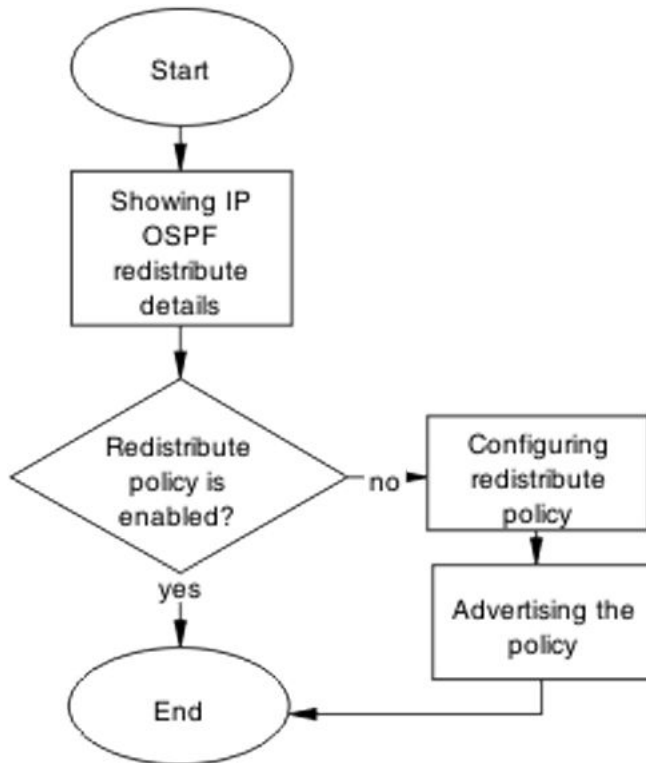 Start
Showing IP
OSPF
redistribute
details
Redistribute
policy is
enabled?
no
Configuring
redistribute
policy
yes
Advertising the
policy
End